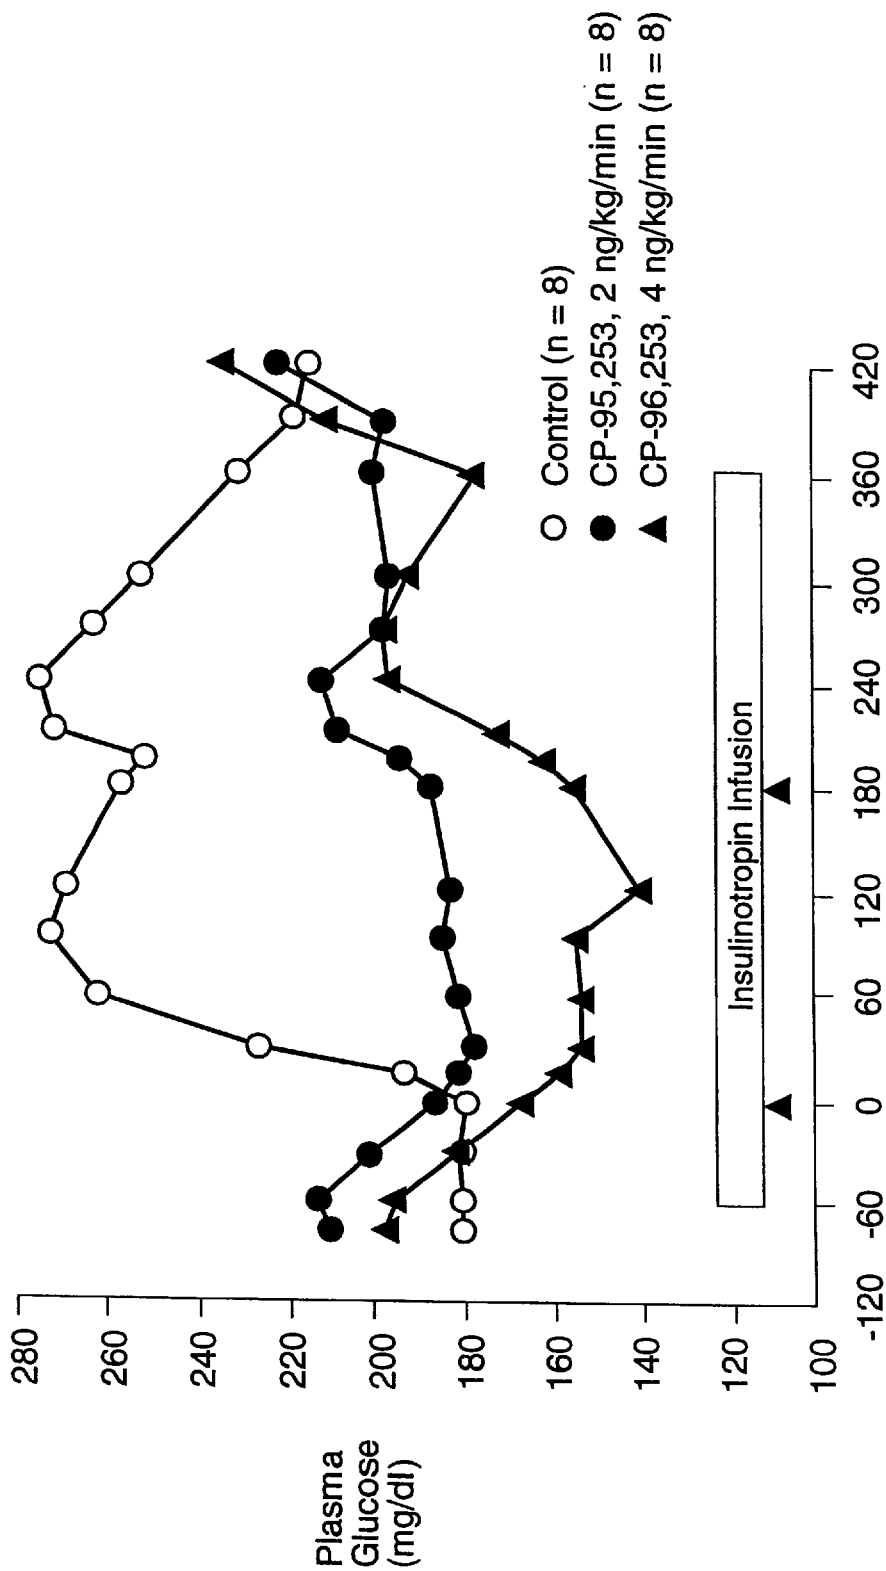 Plasma
Glucose
(mg/dl)
280
260
240
220
200
180
160
140
120
100
Control (n = 8)
CP-95,253, 2 ng/kg/min (n = 8)
CP-96,253, 4 ng/kg/min (n = 8)
Insulinotropin Infusion
-120 -60 0 60 120 180 240 300 360 420